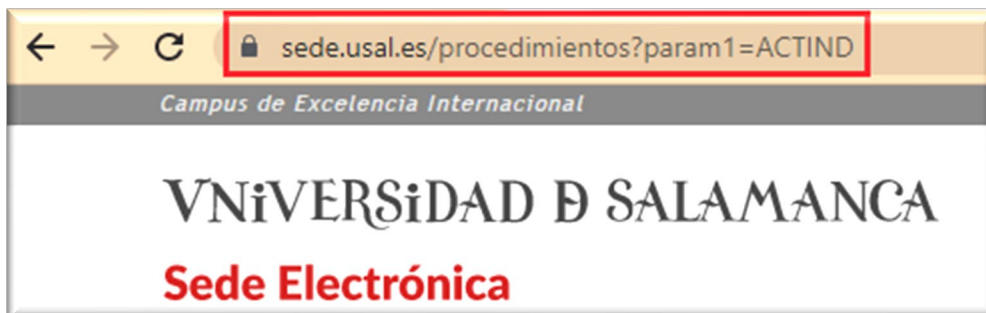 sede.usal.es/procedimientos?param1=ACTIND
Campus de Excelencia Internacional
VNiVERSiDAD Ð SALAMANCA
Sede Electrónica